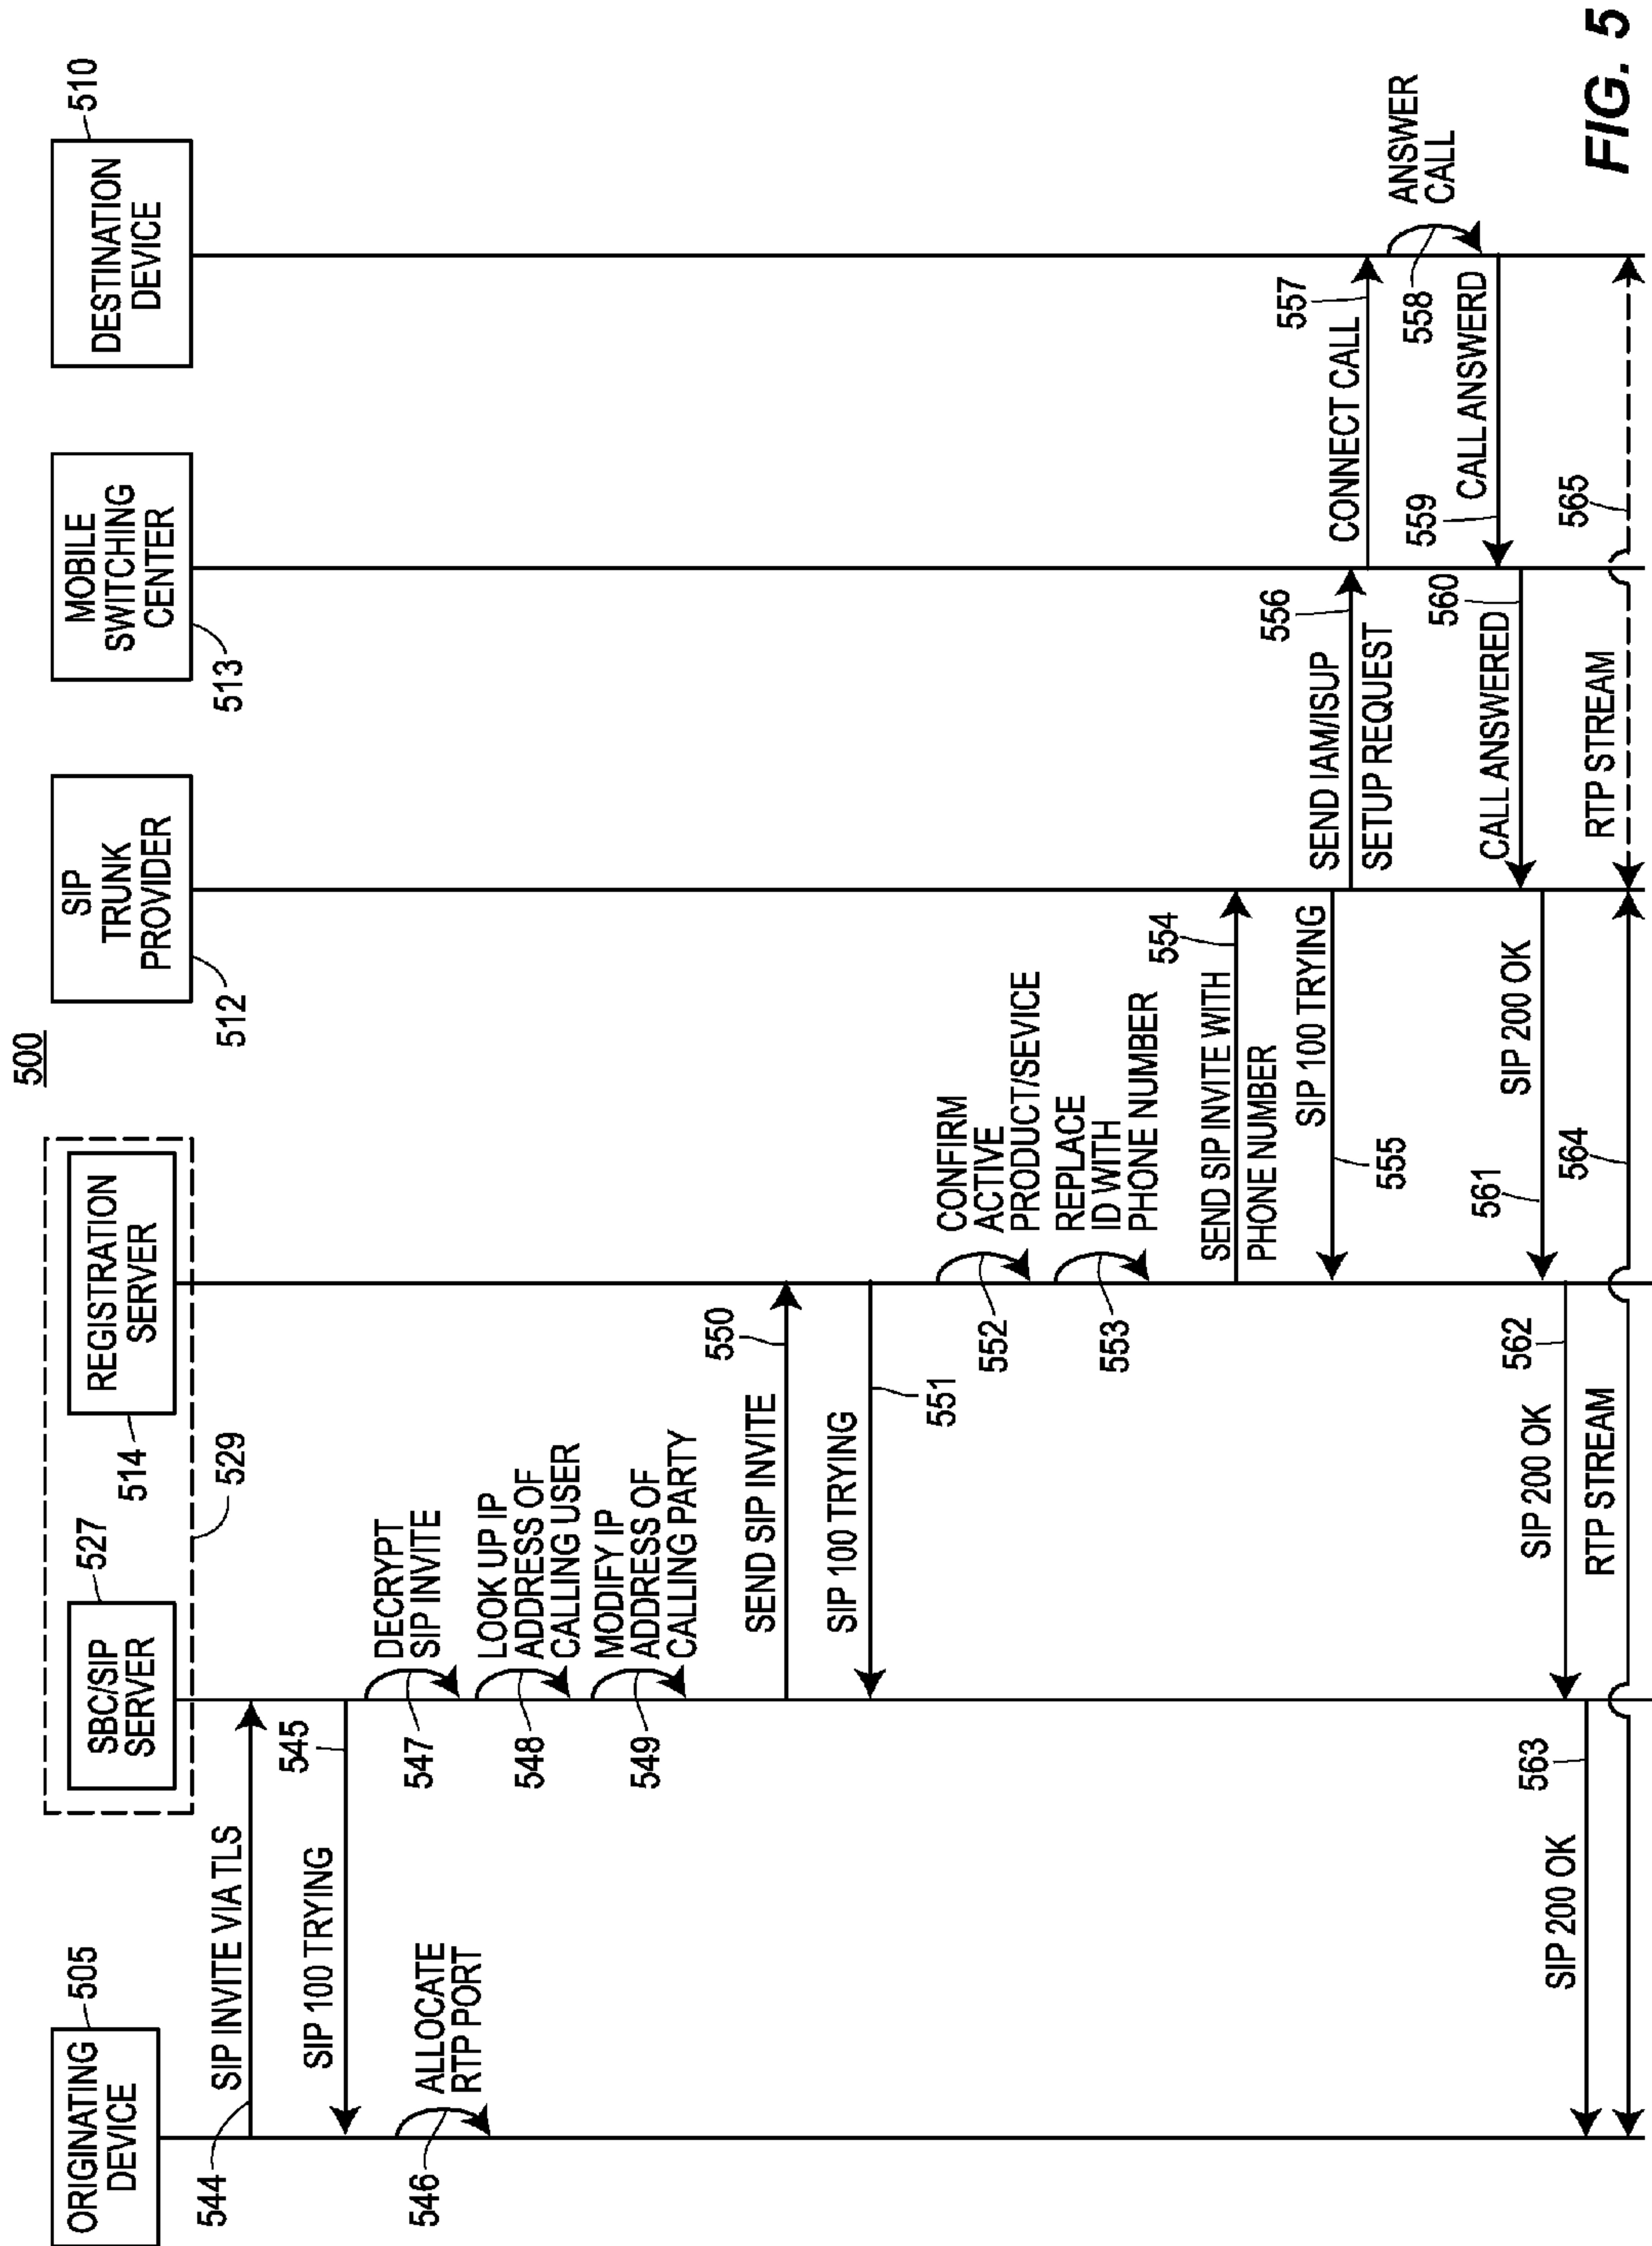 500
ORIGINATING
DEVICE
505
SBC/SIP
SERVER
527
REGISTRATION
SERVER
514
529
SIP
TRUNK
PROVIDER
512
MOBILE
SWITCHING
CENTER
513
DESTINATION
DEVICE
510
544
SIP INVITE VIA TLS
SIP 100 TRYING
545
ALLOCATE
RTP PORT
546
DECRYPT
SIP INVITE
547
LOOK UP IP
ADDRESS OF
CALLING USER
548
MODIFY IP
ADDRESS OF
CALLING PARTY
549
SEND SIP INVITE
550
SIP 100 TRYING
551
CONFIRM
ACTIVE
PRODUCT/SEVICE
552
REPLACE
ID WITH
PHONE NUMBER
553
SEND SIP INVITE WITH
PHONE NUMBER
554
SIP 100 TRYING
555
SEND IAM/ISUP
SETUP REQUEST
556
CONNECT CALL
557
ANSWER
CALL
558
CALL ANSWERD
559
CALL ANSWERED
560
SIP 200 OK
561
SIP 200 OK
562
SIP 200 OK
563
RTP STREAM
564
RTP STREAM
565
FIG. 5